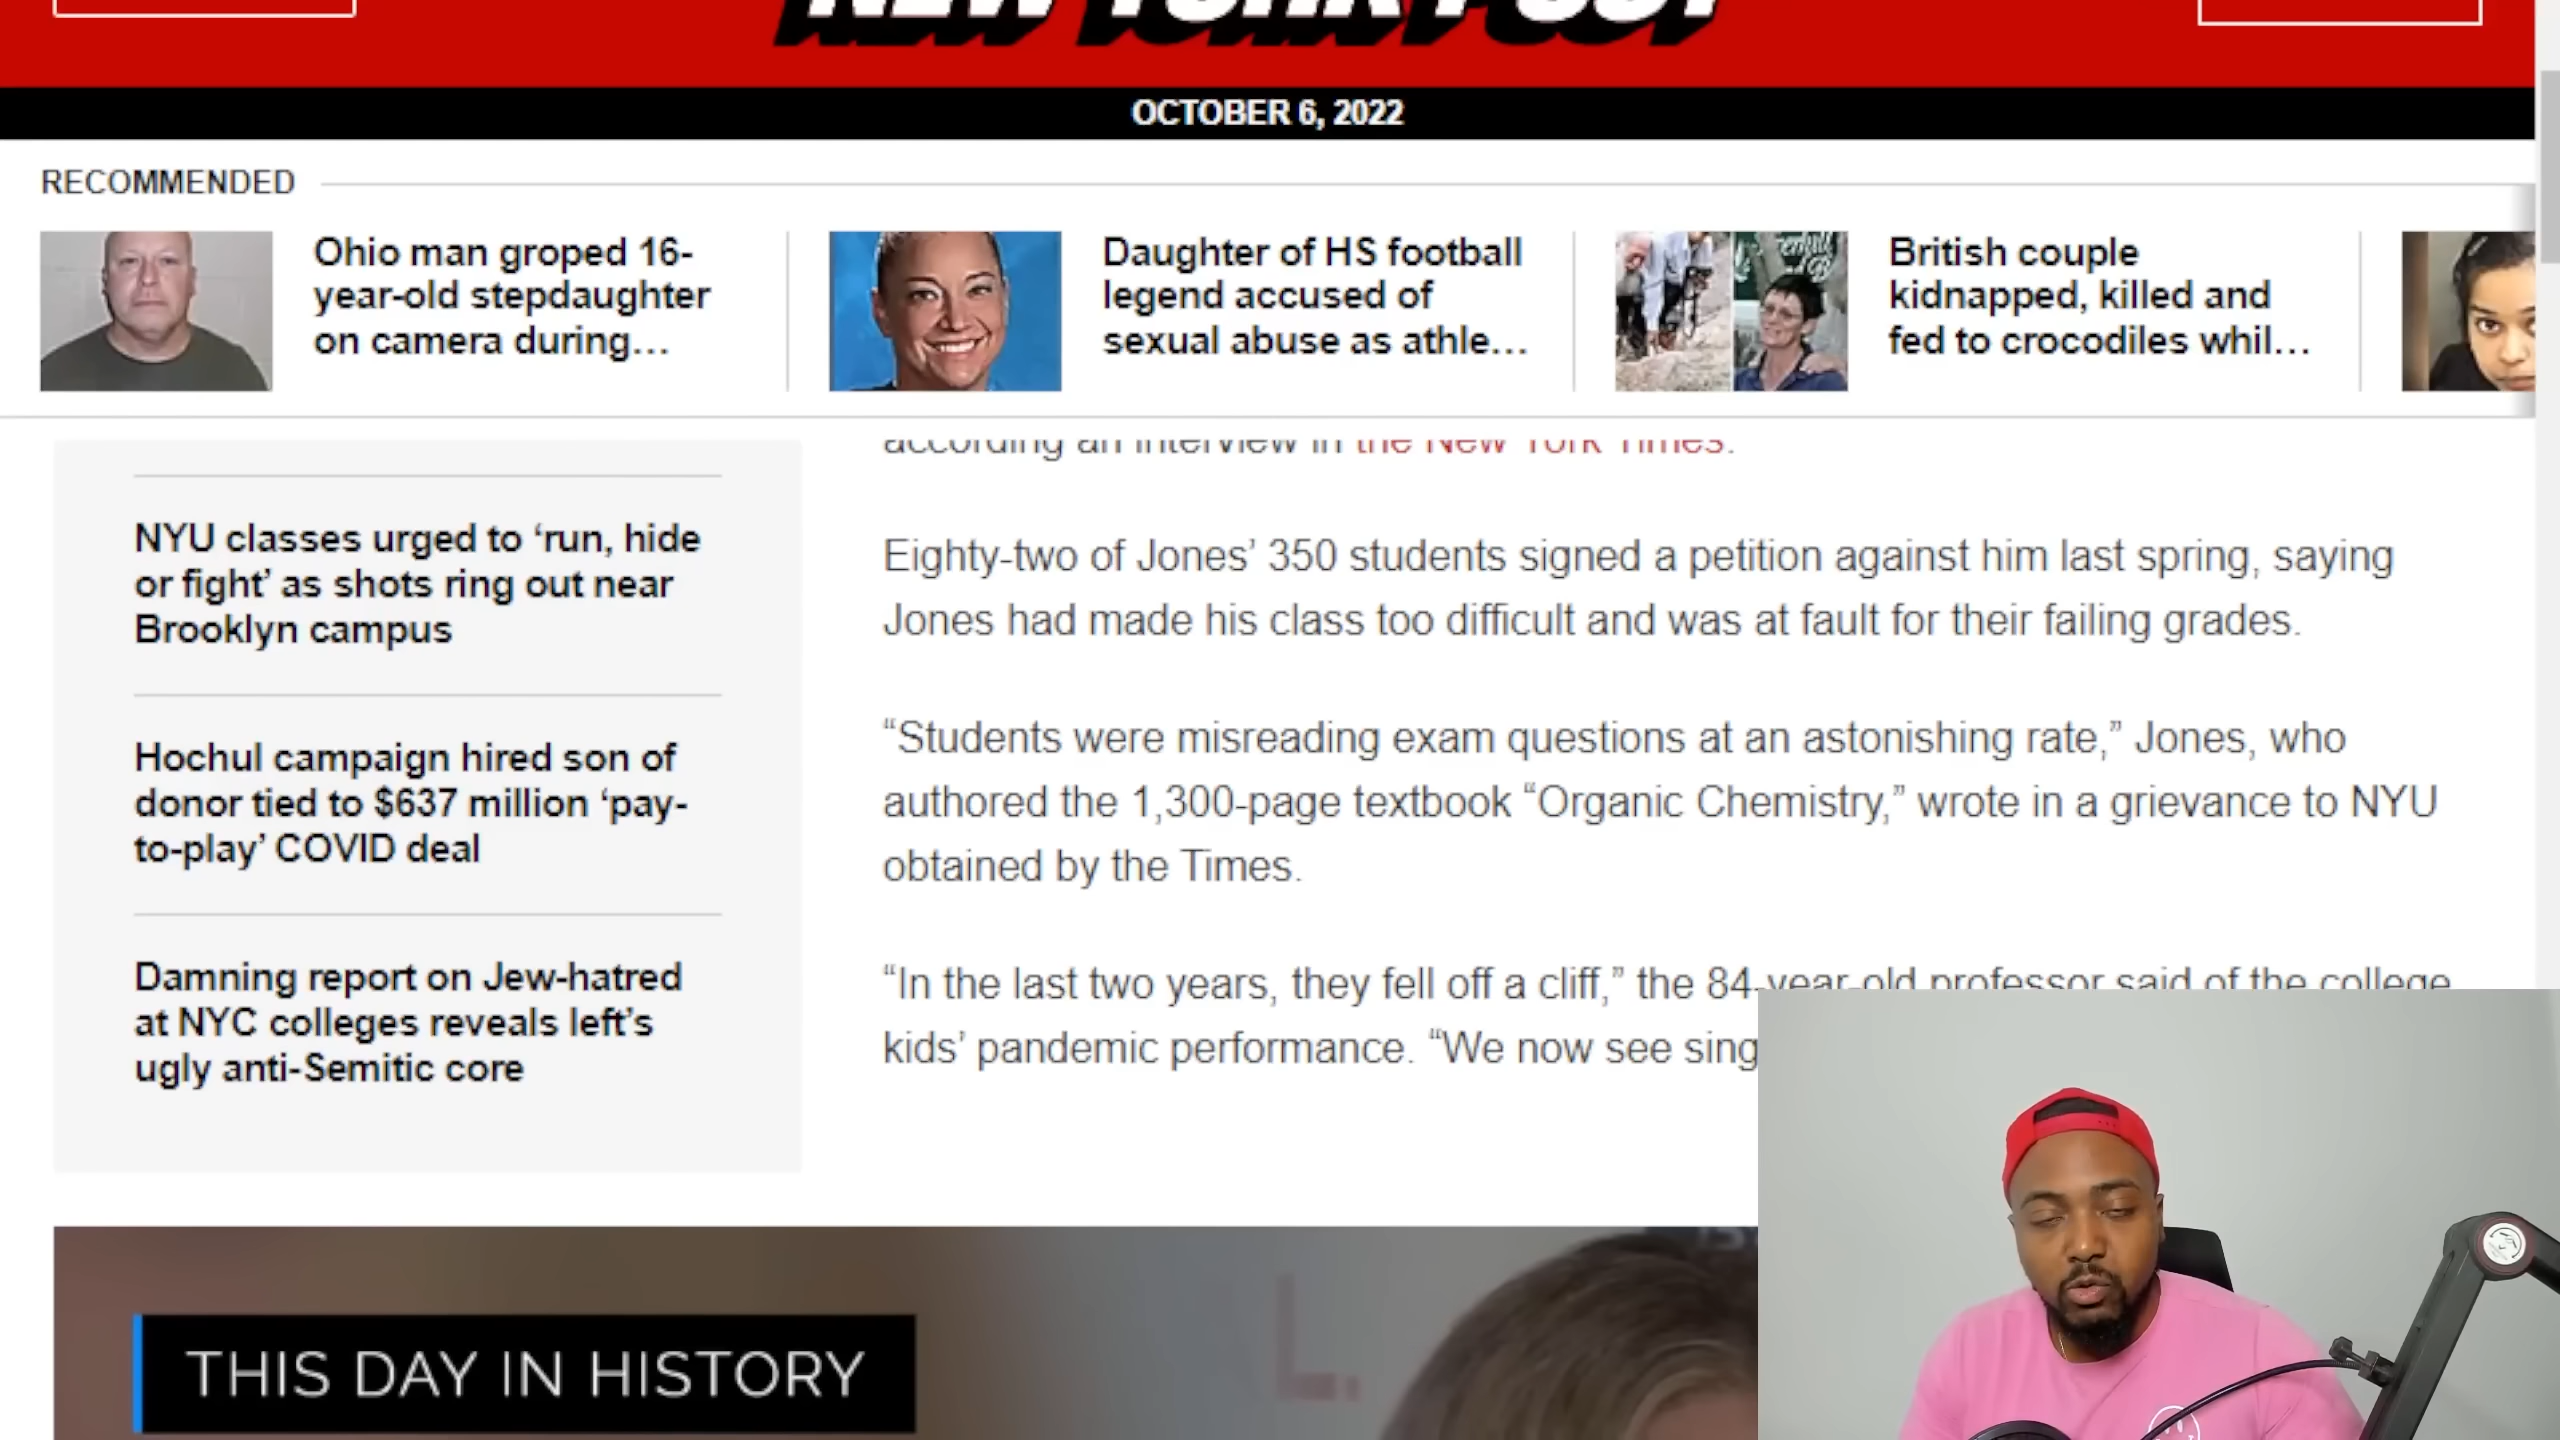 NEW YORK POST
OCTOBER 6, 2022
RECOMMENDED
Ohio man groped 16-
year-old stepdaughter
on camera during...
Daughter of HS football
legend accused of
sexual abuse as athle...
British couple
kidnapped, killed and
fed to crocodiles whil...
NYU classes urged to ‘run, hide
or fight’ as shots ring out near
Brooklyn campus
Hochul campaign hired son of
donor tied to $637 million ‘pay-
to-play’ COVID deal
Damning report on Jew-hatred
at NYC colleges reveals left’s
ugly anti-Semitic core
according an interview in the New York Times.
Eighty-two of Jones’ 350 students signed a petition against him last spring, saying
Jones had made his class too difficult and was at fault for their failing grades.
“Students were misreading exam questions at an astonishing rate,” Jones, who
authored the 1,300-page textbook “Organic Chemistry,” wrote in a grievance to NYU
obtained by the Times.
“In the last two years, they fell off a cliff,” the 84-year-old professor said of the college
kids’ pandemic performance. “We now see sing
THIS DAY IN HISTORY